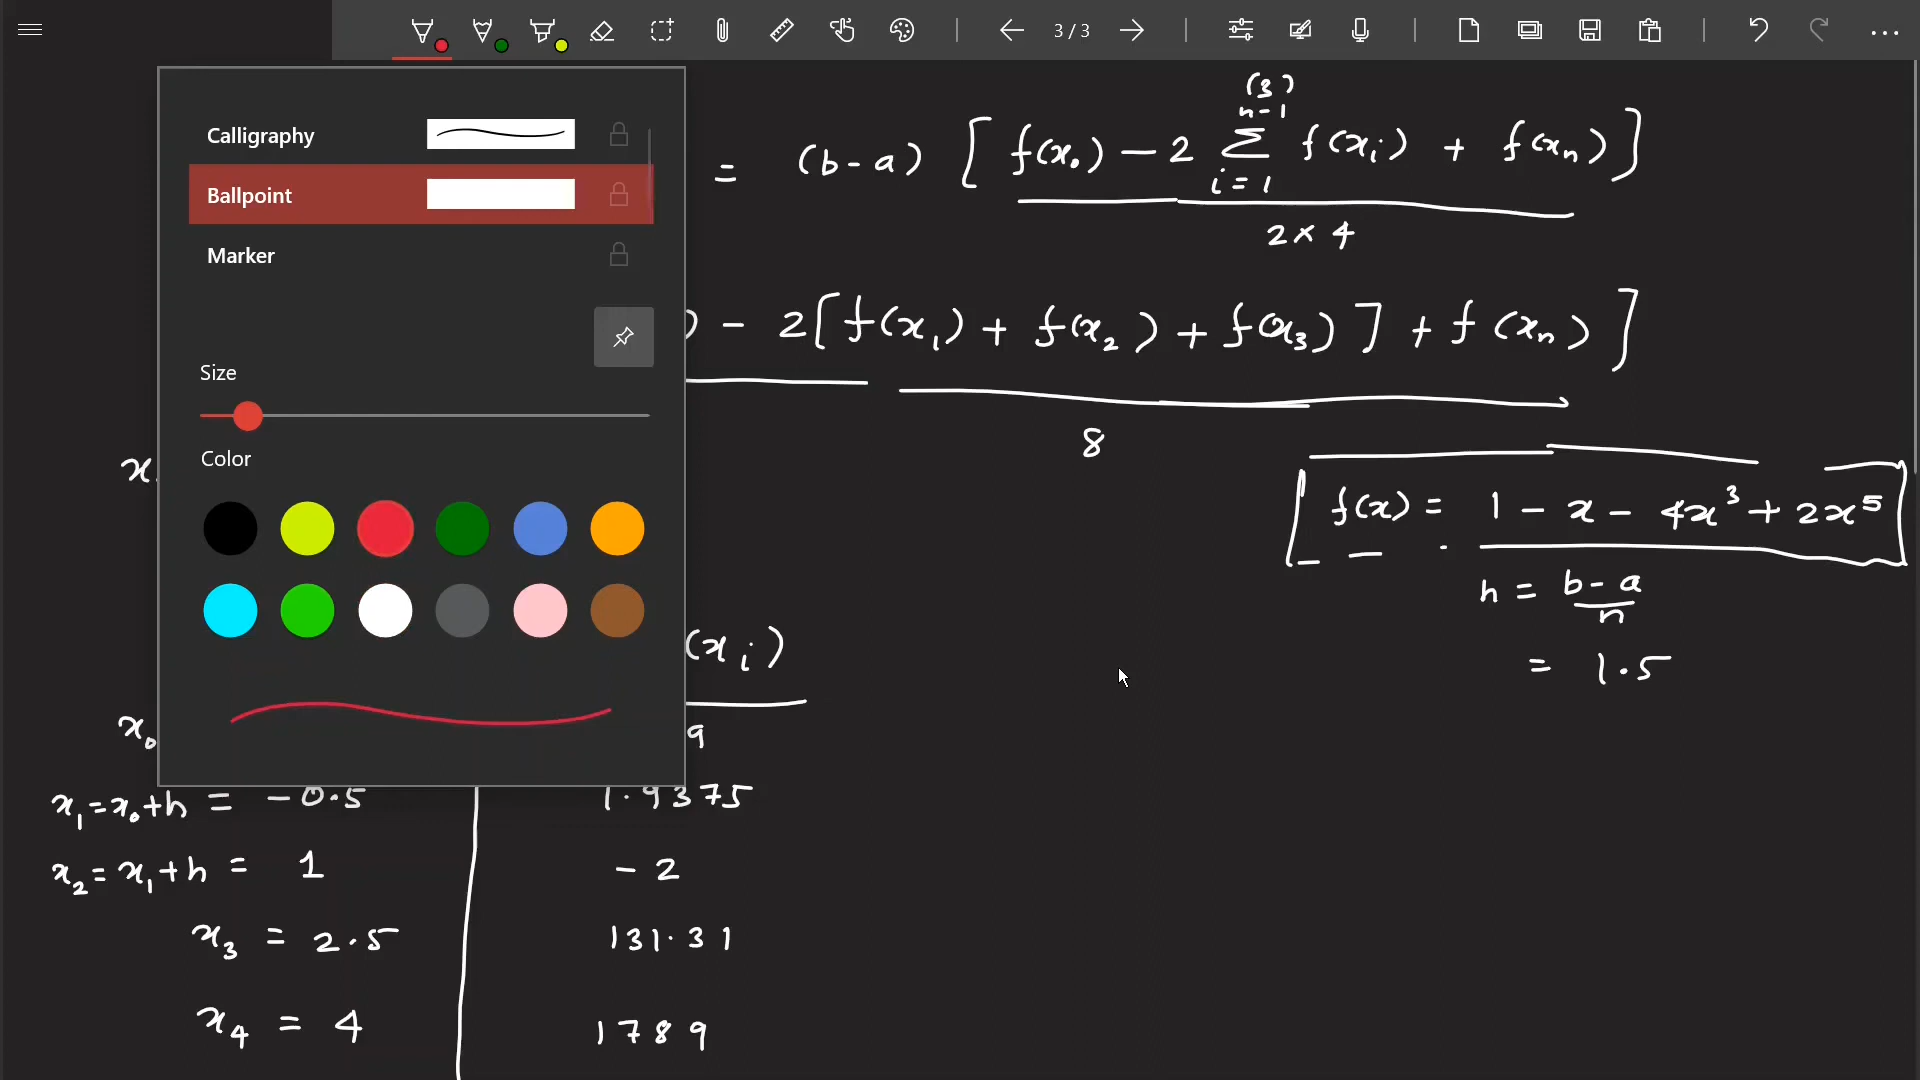 3 / 3
(3)
n-1
= (b-a) [ f(x₀) - 2 Σ f(xᵢ) + f(xₙ) ]
i = 1
2 × 4
Calligraphy
Ballpoint
Marker
) - 2[ f(x₁) + f(x₂) + f(x₃) ] + f(xₙ) ]
8
Size
Color
x
f(x) = 1 - x - 4x³ + 2x⁵
h = b-a
n
= 1.5
(xᵢ)
x₀ 9
x₁=x₀+h = -0.5 1.9375
x₂= x₁+h = 1 -2
x₃ = 2.5 131.31
x₄ = 4 1789